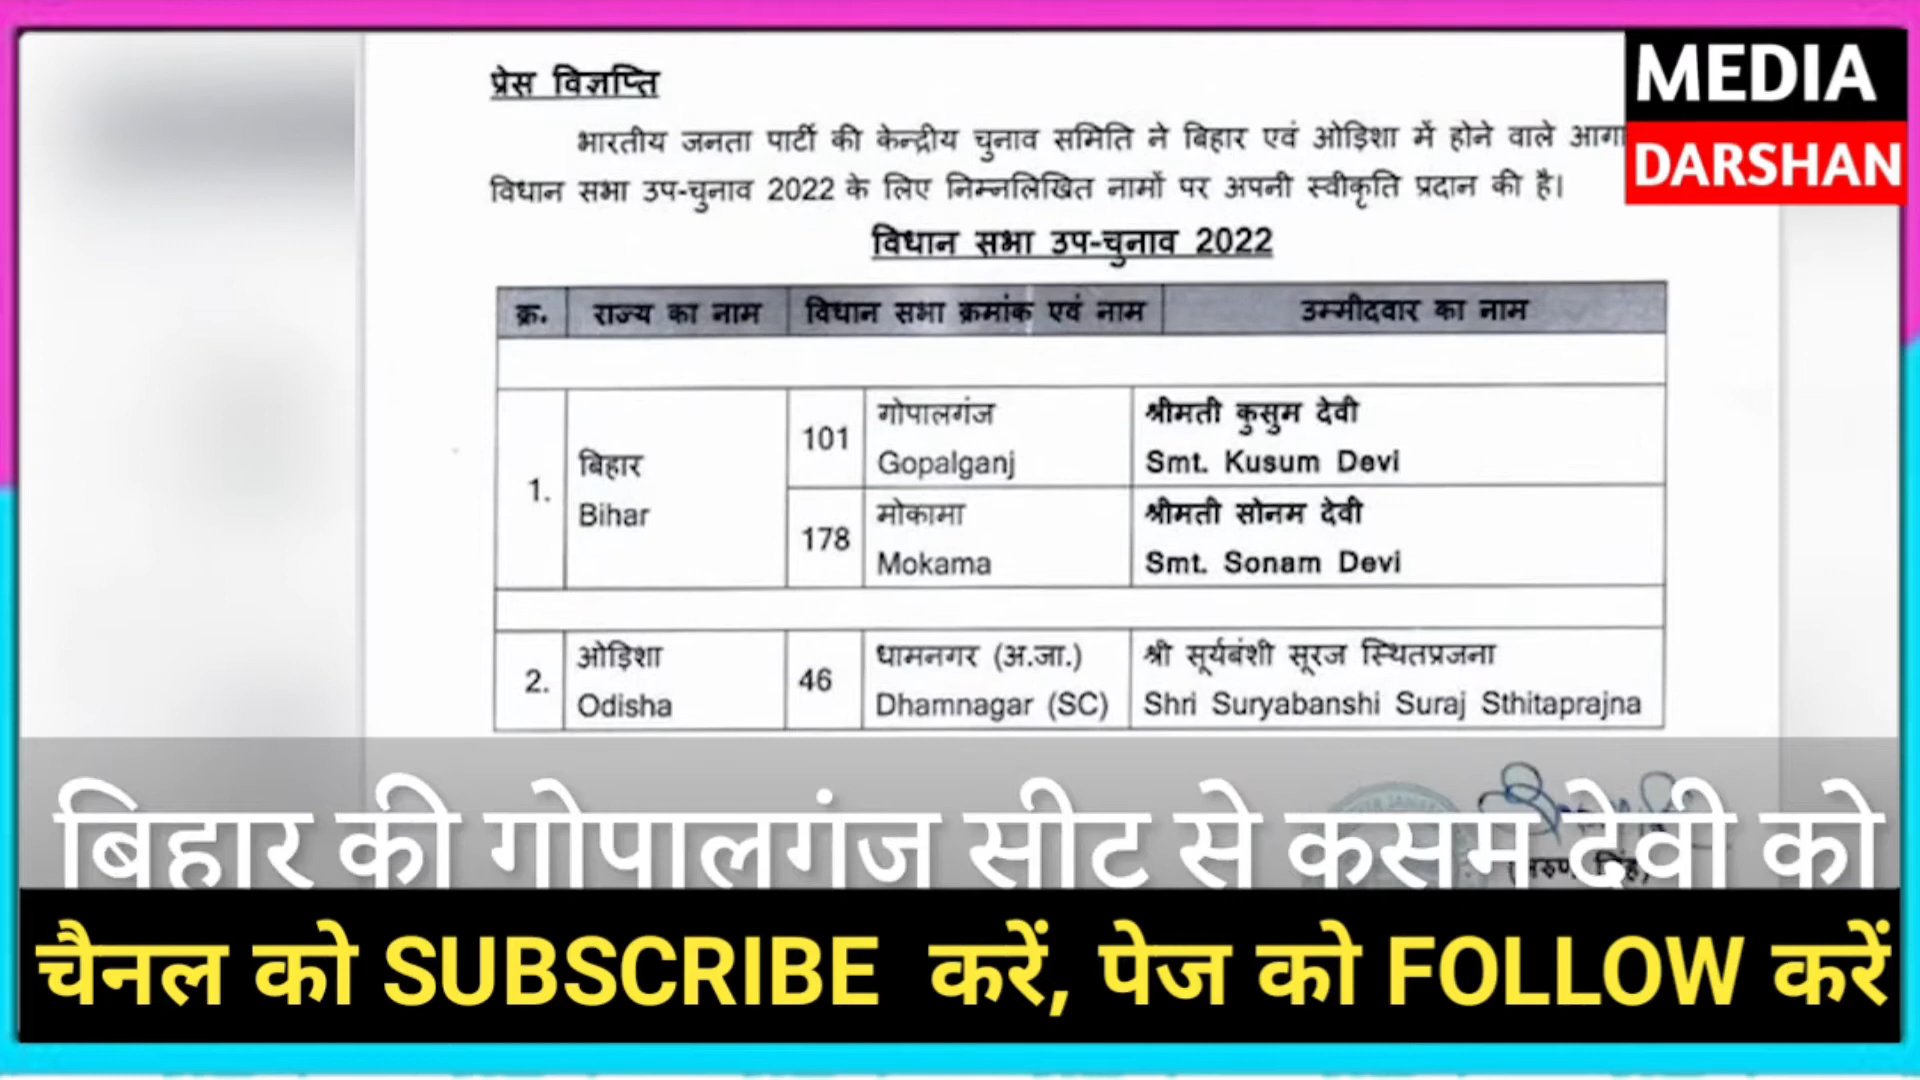 प्रेस विज्ञप्ति
MEDIA
DARSHAN
भारतीय जनता पार्टी की केन्द्रीय चुनाव समिति ने बिहार एवं ओड़िशा में होने वाले आगा
विधान सभा उप-चुनाव 2022 के लिए निम्नलिखित नामों पर अपनी स्वीकृति प्रदान की है।
विधान सभा उप-चुनाव 2022
क्र. राज्य का नाम विधान सभा क्रमांक एवं नाम उम्मीदवार का नाम
1. बिहार
Bihar
101 गोपालगंज श्रीमती कुसुम देवी
Gopalganj Smt. Kusum Devi
178 मोकामा श्रीमती सोनम देवी
Mokama Smt. Sonam Devi
2. ओड़िशा 46 धामनगर (अ.जा.) श्री सूर्यबंशी सूरज स्थितप्रजना
Odisha Dhamnagar (SC) Shri Suryabanshi Suraj Sthitaprajna
बिहार की गोपालगंज सीट से कसम देवी को
चैनल को SUBSCRIBE करें, पेज को FOLLOW करें